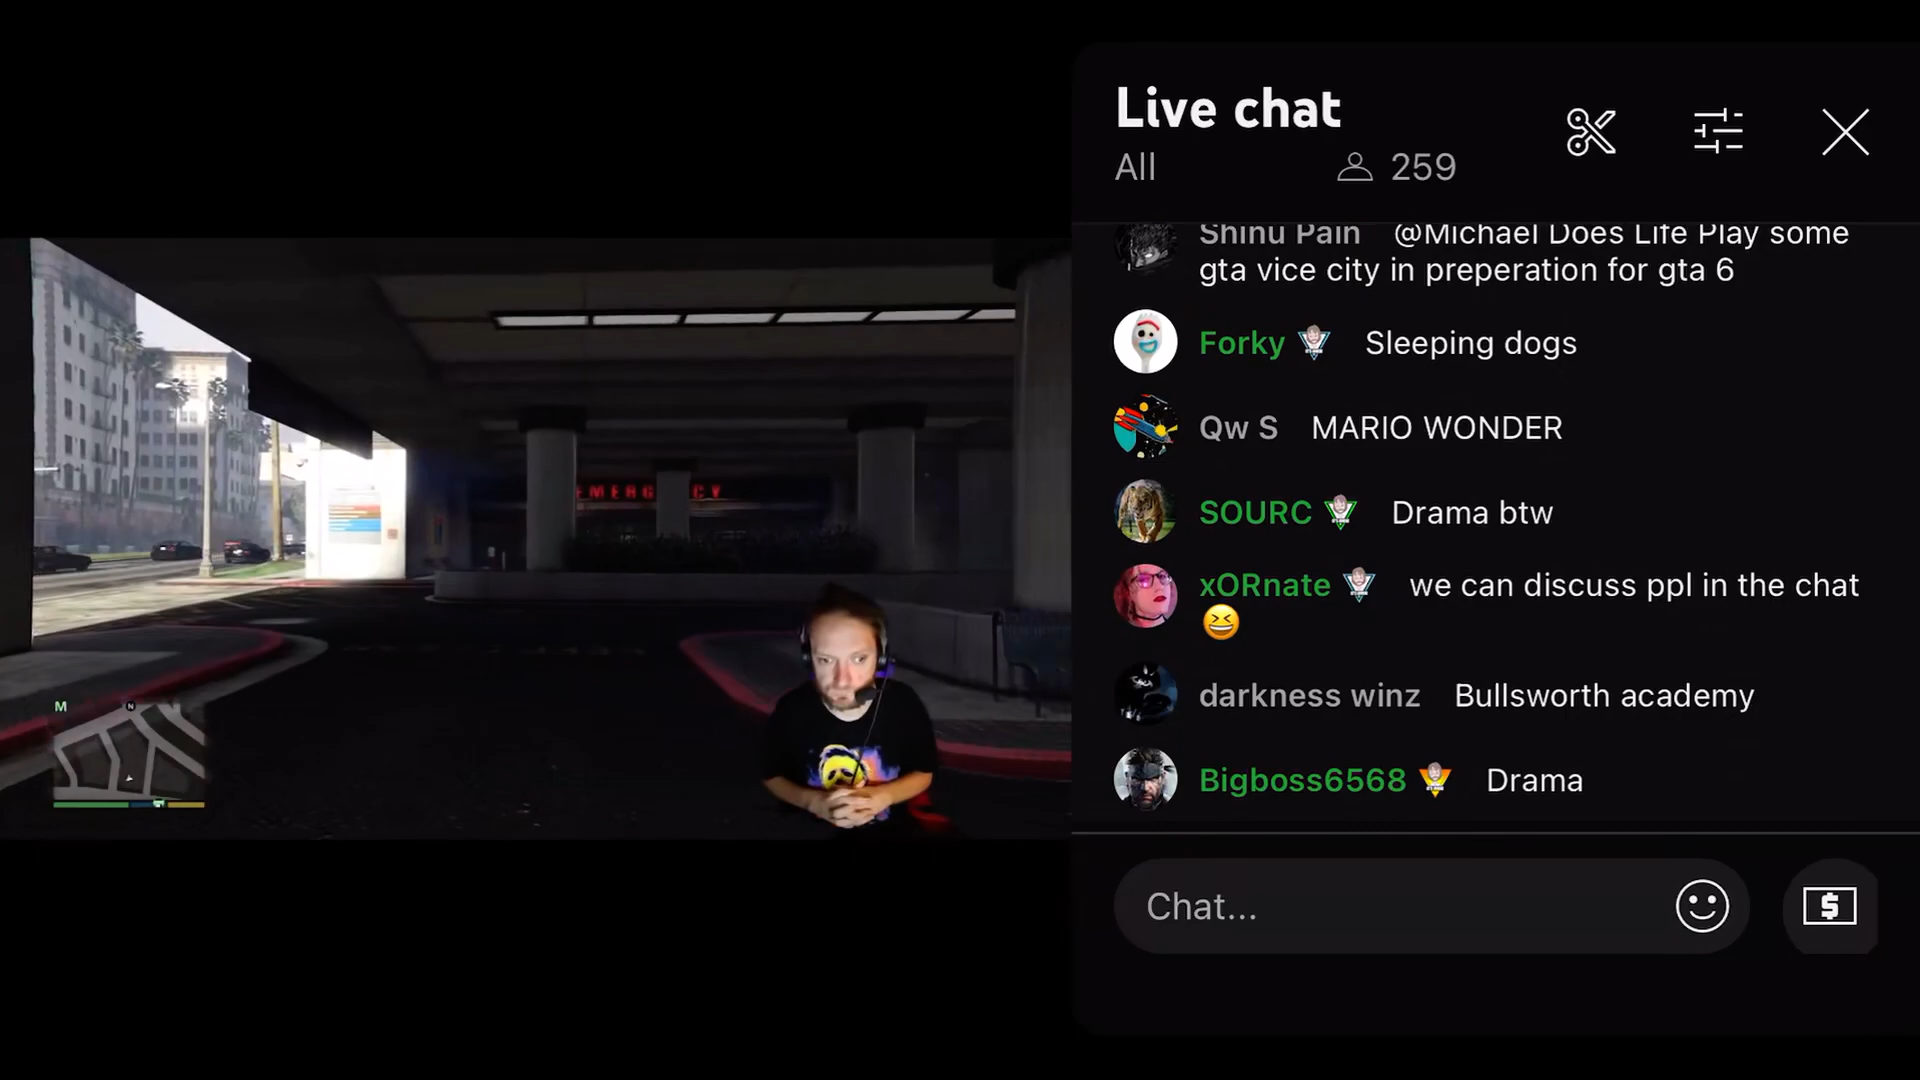 Live chat
All 259
Shinu Pain @Michael Does Life Play some
gta vice city in preperation for gta 6
Forky Sleeping dogs
Qw S MARIO WONDER
SOURC Drama btw
xORnate we can discuss ppl in the chat
😆
darkness winz Bullsworth academy
Bigboss6568 Drama
Chat...
$
EMERG CY
M
N